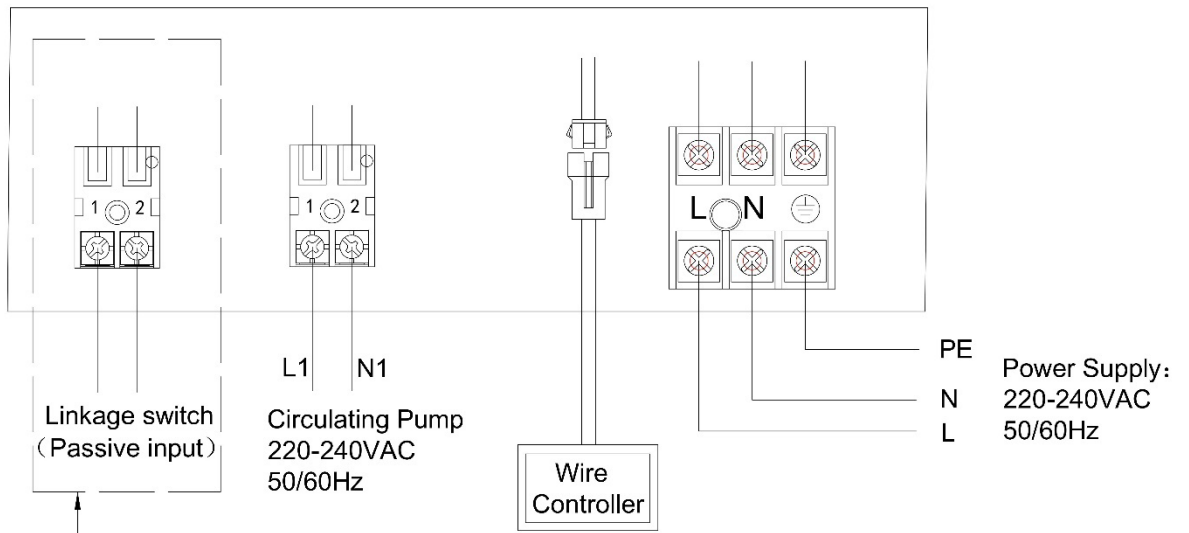 1 2
1 2
L N
L1 N1
Linkage switch
（Passive input）
Circulating Pump
220-240VAC
50/60Hz
Wire
Controller
PE
N
L
Power Supply：
220-240VAC
50/60Hz